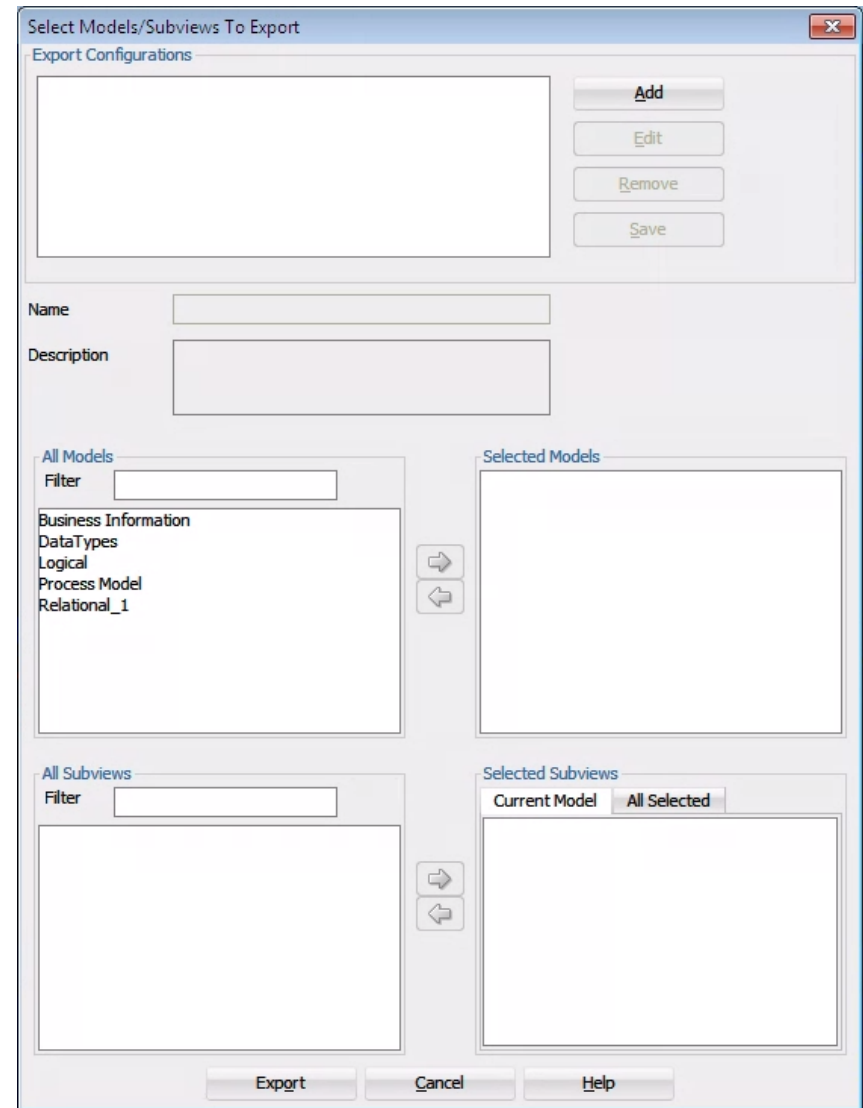 Select Models/Subviews To Export
Export Configurations
Add
Edit
Remove
Save
Name
Description
All Models
Filter
Business Information
DataTypes
Logical
Process Model
Relational_1
Selected Models
All Subviews
Filter
Selected Subviews
Current Model All Selected
Export Cancel Help